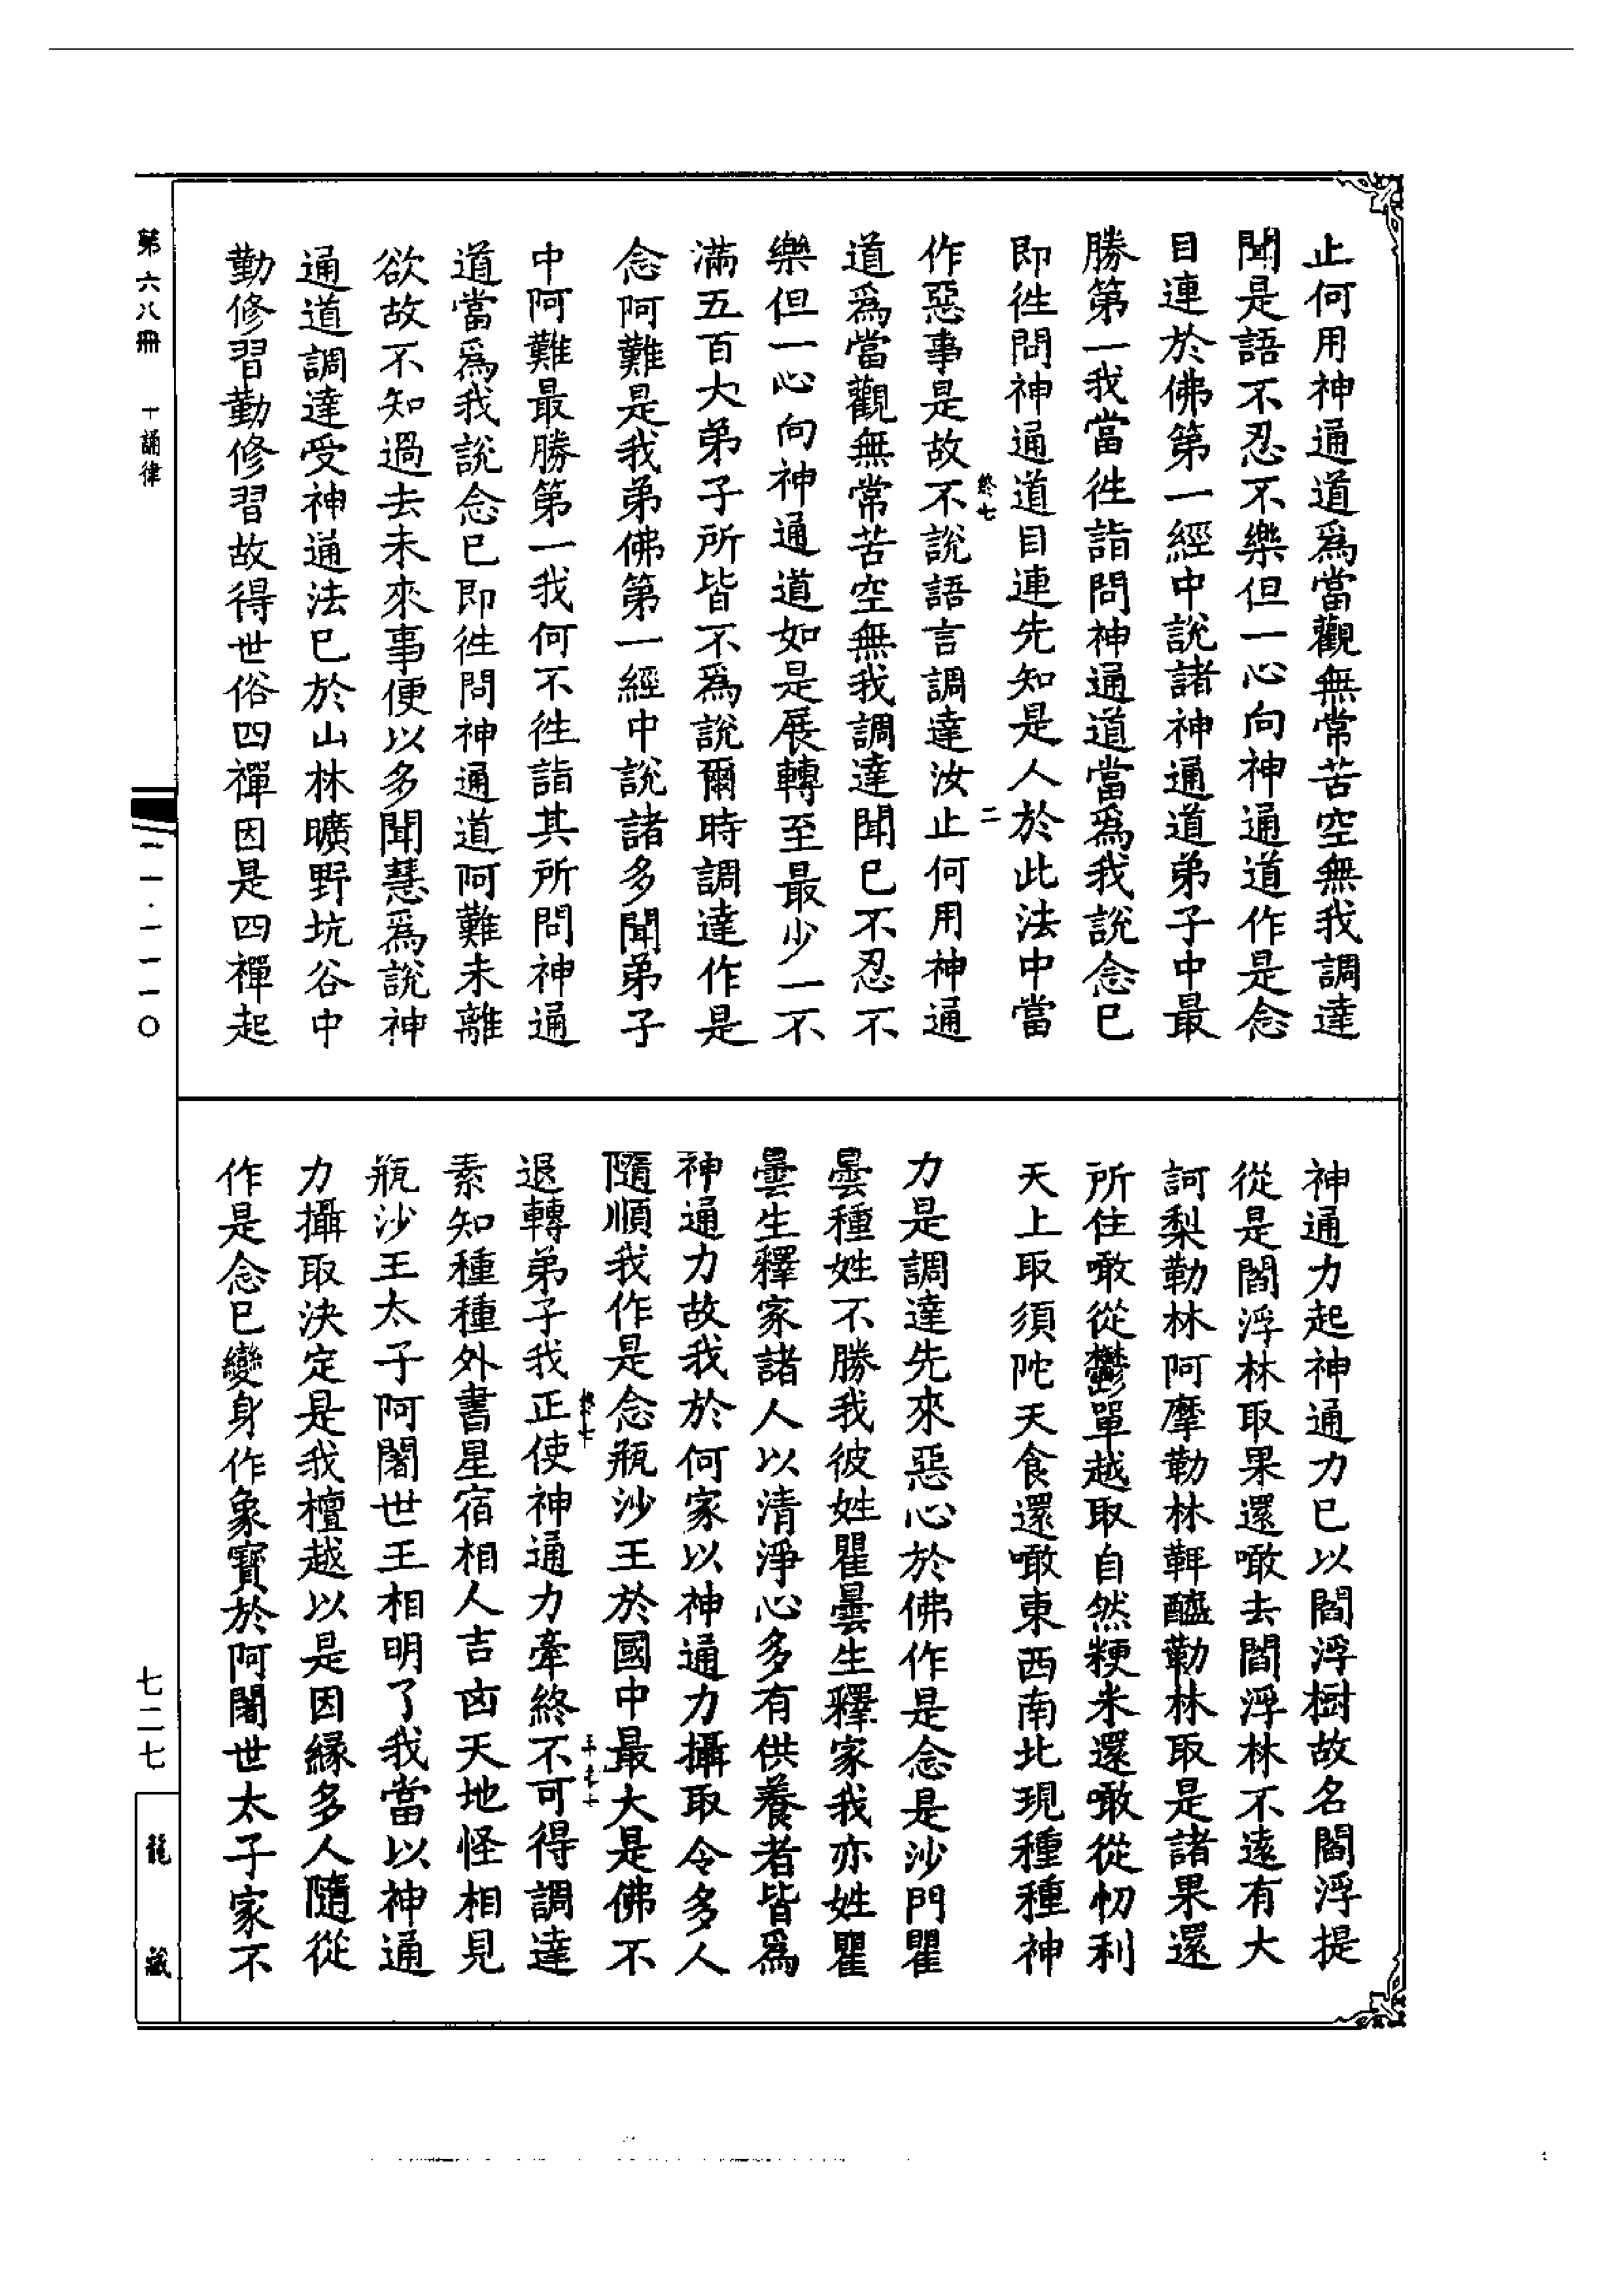 止何用神通道爲當觀無常苦空無我調達
聞是語不忍不樂但一心向神通道作是念
目連於佛第一經中說諸神通道弟子中最
勝第一我當徃詣問神通道當爲我說念已
即徃問神通道目連先知是人於此法中當
終七
二
作惡事是故不說語言調達汝止何用神通
道爲當觀無常苦空無我調達聞已不忍不
樂但一心向神通道如是展轉至最少一不
滿五百大弟子所皆不爲說爾時調達作是
念阿難是我弟佛第一經中說諸多聞弟子
中阿難最勝第一我何不徃詣其所問神通
道當爲我說念已即徃問神通道阿難未離
欲故不知過去未來事便以多聞慧爲說神
通道調達受神通法已於山林曠野坑谷中
勤修習勤修習故得世俗四禪因是四禪起
神通力起神通力已以閻浮樹故名閻浮提
從是閻浮林取果還噉去閻浮林不遠有大
訶梨勒林阿摩勒林鞞醯勒林取是諸果還
所住噉從鬱單越取自然粳米還噉從忉利
天上取須陀天食還噉東西南北現種種神
力是調達先來惡心於佛作是念是沙門瞿
曇種姓不勝我彼姓瞿曇生釋家我亦姓瞿
曇生釋家諸人以清淨心多有供養者皆爲
神通力故我於何家以神通力攝取令多人
隨順我作是念瓶沙王於國中最大是佛不
終七
退轉弟子我正使神通力牽終不可得調達
素知種種外書星宿相人吉凶天地怪相見
瓶沙王太子阿闍世王相明了我當以神通
力攝取決定是我檀越以是因緣多人隨從
作是念已變身作象寶於阿闍世太子家不
第六八冊
十誦律
一一·一一一〇
七二七
龍藏